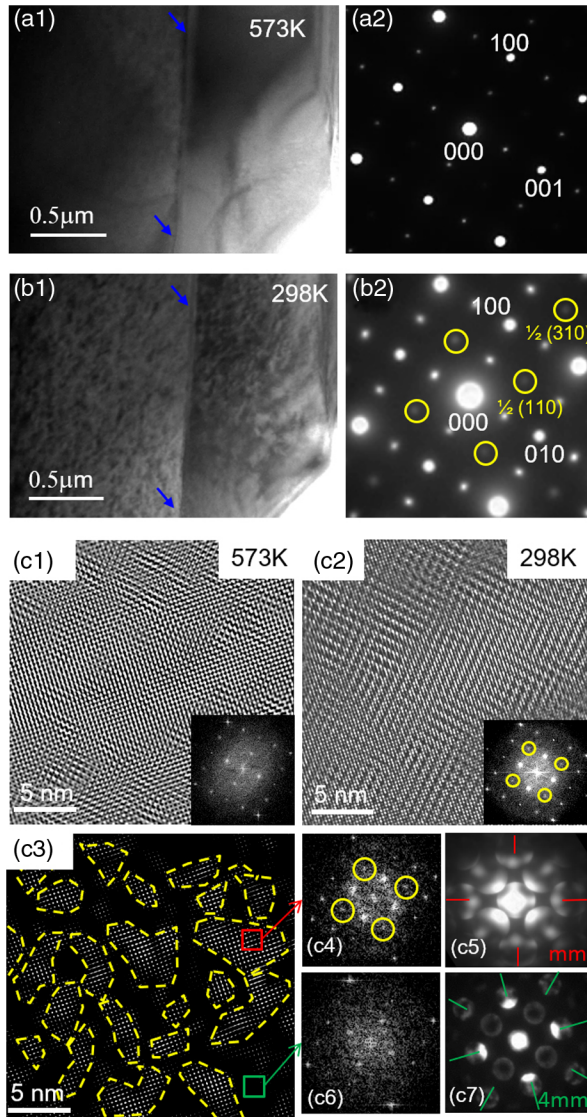 (a1)
573K
0.5μm
(a2)
100
000
001
(b1)
298K
0.5μm
(b2)
100
½ (310)
½ (110)
000
010
(c1)
573K
5 nm
(c2)
298K
5 nm
(c3)
5 nm
(c4)
(c5)
mm
(c6)
(c7)
4mm